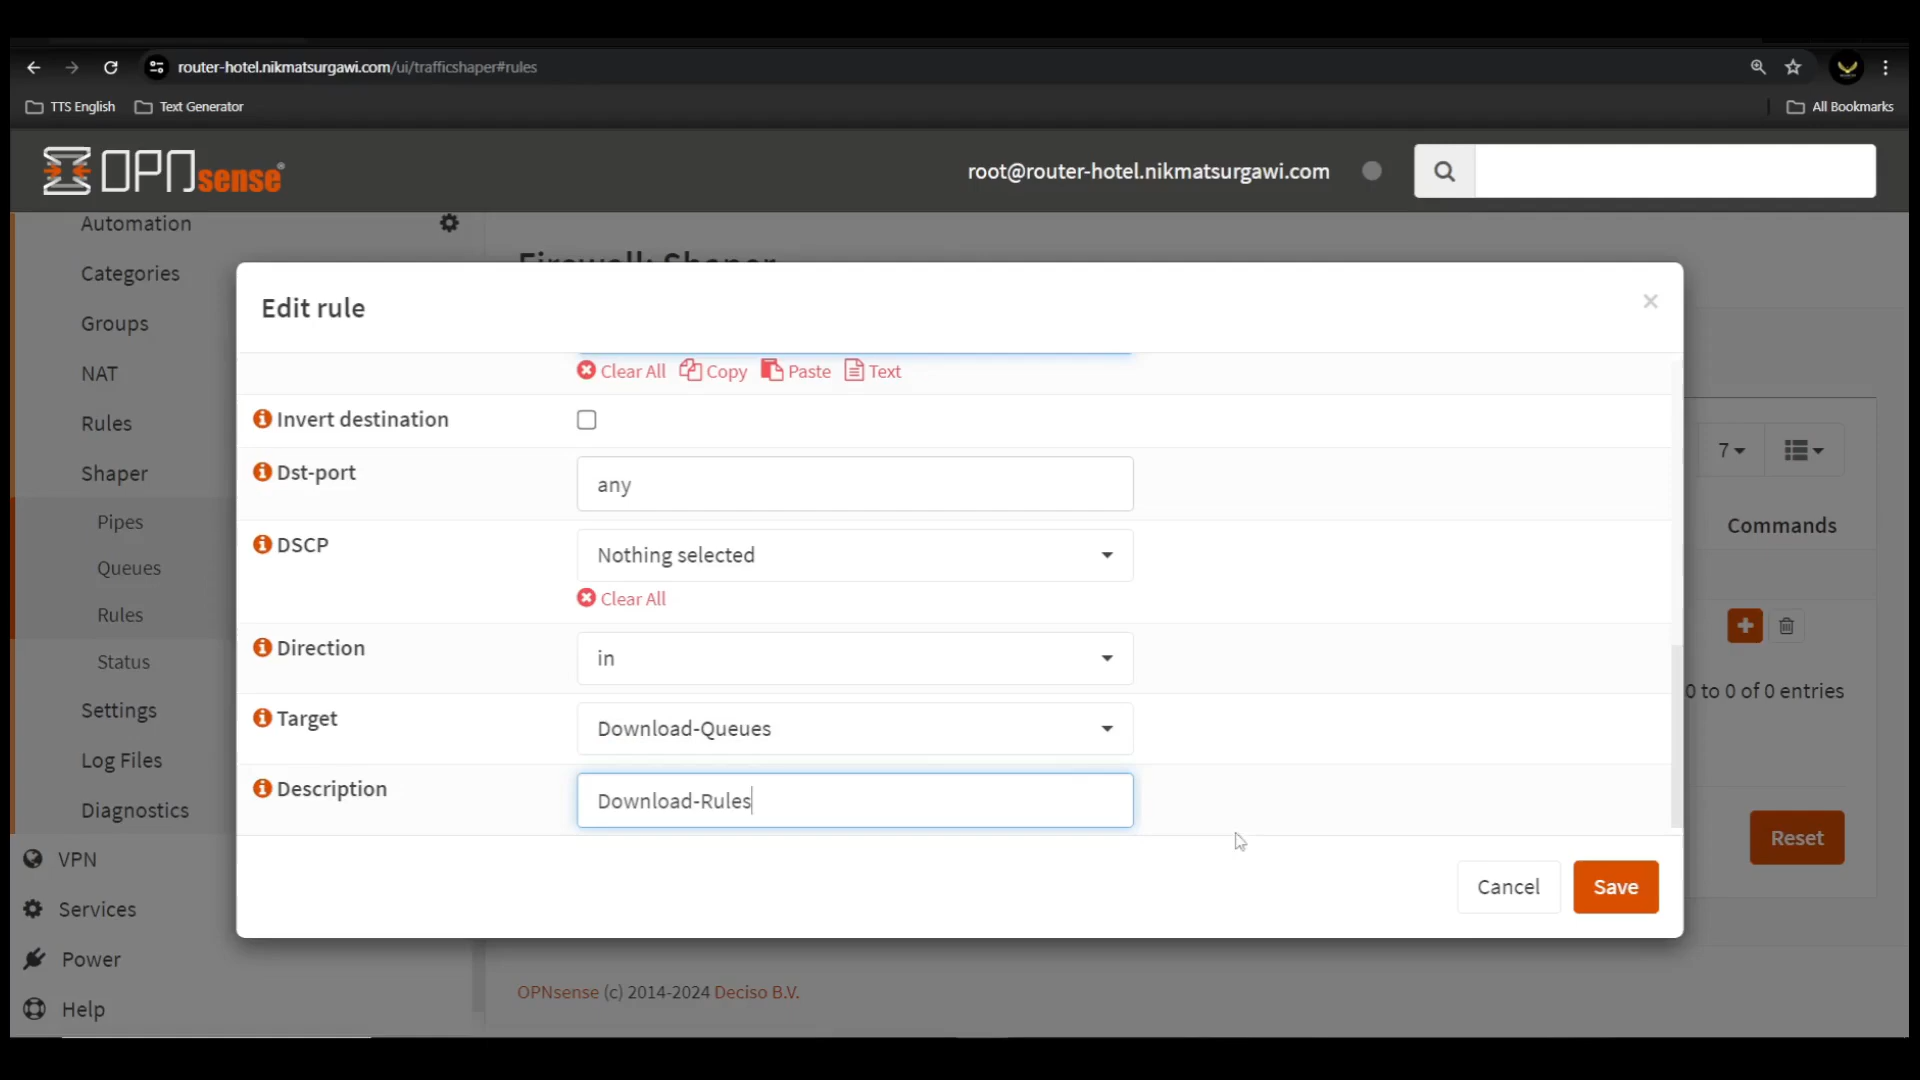 router-hotel.nikmatsurgawi.com/ui/trafficshaper#rules
TTS English
Text Generator
All Bookmarks
OPNsense
root@router-hotel.nikmatsurgawi.com
Automation
Firewall: Shaper
Categories
Edit rule
Groups
Clear All Copy Paste Text
NAT
Invert destination
Rules
7
Dst-port
any
Shaper
Pipes
Commands
DSCP
Nothing selected
Queues
Clear All
Rules
Direction
in
Status
0 to 0 of 0 entries
Settings
Target
Download-Queues
Log Files
Description
Download-Rules
Diagnostics
Reset
VPN
Cancel
Save
Services
Power
OPNsense (c) 2014-2024 Deciso B.V.
Help